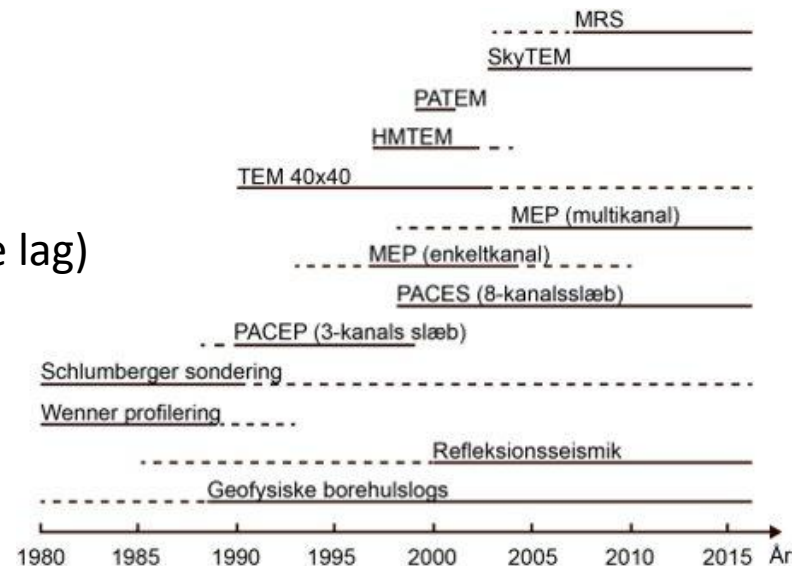 MRS
SkyTEM
PATEM
HMTEM
TEM 40x40
MEP (multikanal)
e lag)
MEP (enkeltkanal)
PACES (8-kanalsslæb)
PACEP (3-kanals slæb)
Schlumberger sondering
Wenner profilering
Refleksionsseismik
Geofysiske borehulslogs
1980 1985 1990 1995 2000 2005 2010 2015 År